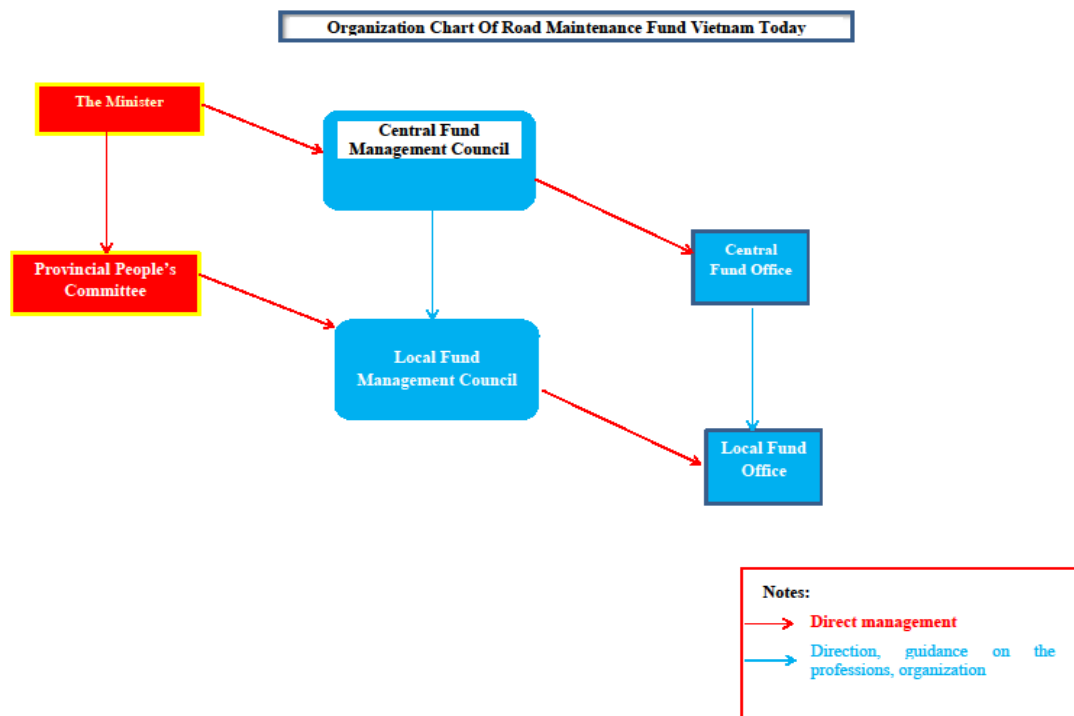 Organization Chart Of Road Maintenance Fund Vietnam Today
The Minister
Central Fund
Management Council
Central
Fund Office
Provincial People's
Committee
Local Fund
Management Council
Local Fund
Office
Notes:
Direct management
Direction, guidance on the
professions, organization